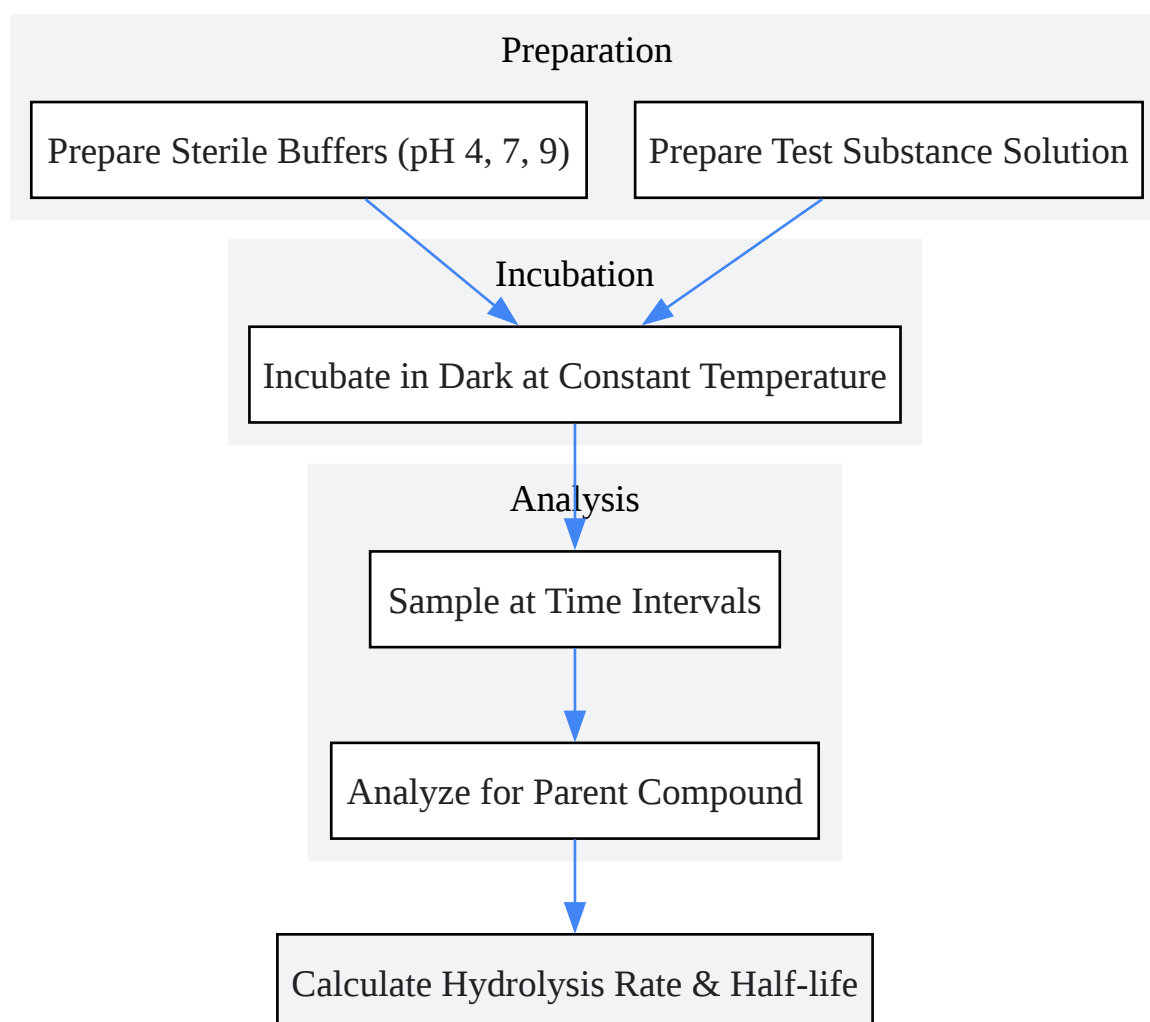 Preparation
Prepare Sterile Buffers (pH 4, 7, 9)
Prepare Test Substance Solution
Incubation
Incubate in Dark at Constant Temperature
Analysis
Sample at Time Intervals
Analyze for Parent Compound
Calculate Hydrolysis Rate & Half-life